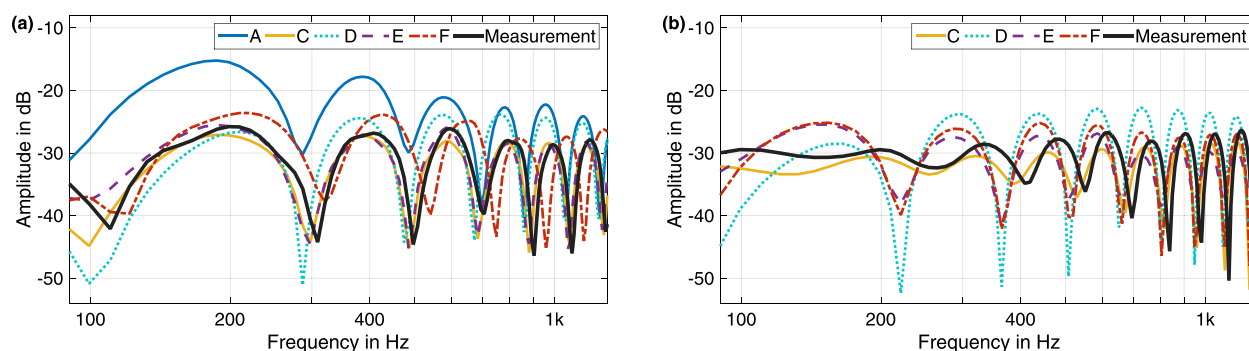 (a)
A C D E F Measurement
Amplitude in dB
-10
-20
-30
-40
-50
100 200 400 1k
Frequency in Hz
(b)
C D E F Measurement
Amplitude in dB
-10
-20
-30
-40
-50
100 200 400 1k
Frequency in Hz